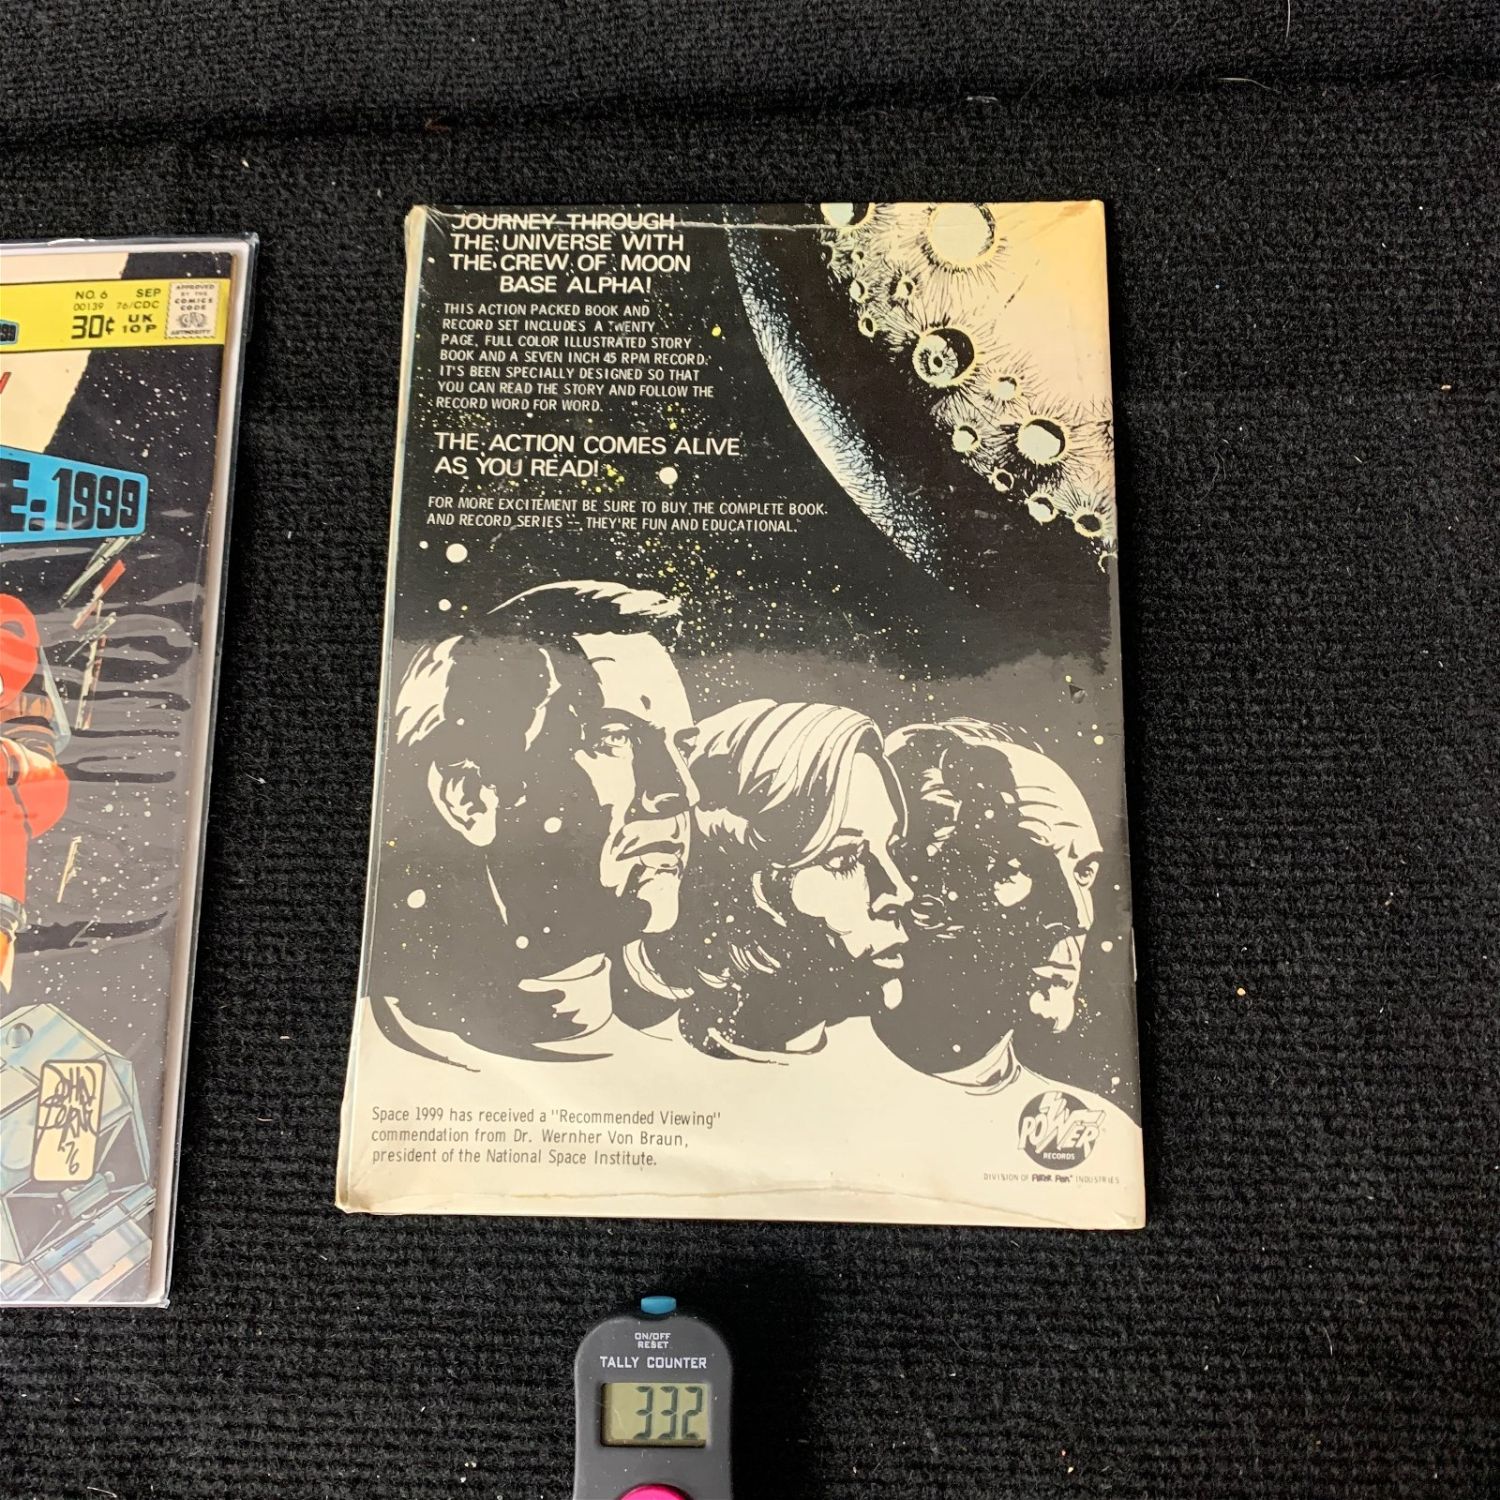 NO. 6 SEP
00139 76/CDC
30¢ UK 10P
APPROVED
BY THE
COMICS
CODE
AUTHORITY
E:1999
JOURNEY THROUGH
THE UNIVERSE WITH
THE CREW OF MOON
BASE ALPHA!
THIS ACTION PACKED BOOK AND
RECORD SET INCLUDES A TWENTY
PAGE, FULL COLOR ILLUSTRATED STORY
BOOK AND A SEVEN INCH 45 RPM RECORD.
IT'S BEEN SPECIALLY DESIGNED SO THAT
YOU CAN READ THE STORY AND FOLLOW THE
RECORD WORD FOR WORD.
THE ACTION COMES ALIVE
AS YOU READ!
FOR MORE EXCITEMENT BE SURE TO BUY THE COMPLETE BOOK
AND RECORD SERIES -- THEY'RE FUN AND EDUCATIONAL.
Space 1999 has received a "Recommended Viewing"
commendation from Dr. Wernher Von Braun,
president of the National Space Institute.
POWER
RECORDS
DIVISION OF Peter Pan INDUSTRIES
ON/OFF
RESET
TALLY COUNTER
332